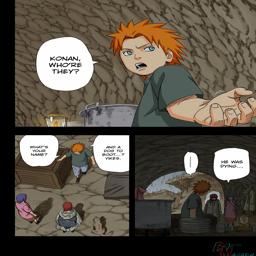 KONAN,
WHO'RE
THEY?
WHAT'S
YOUR
NAME?
AND A
DOG TO
BOOT...?
YIKES.
!
HE WAS
DYING...